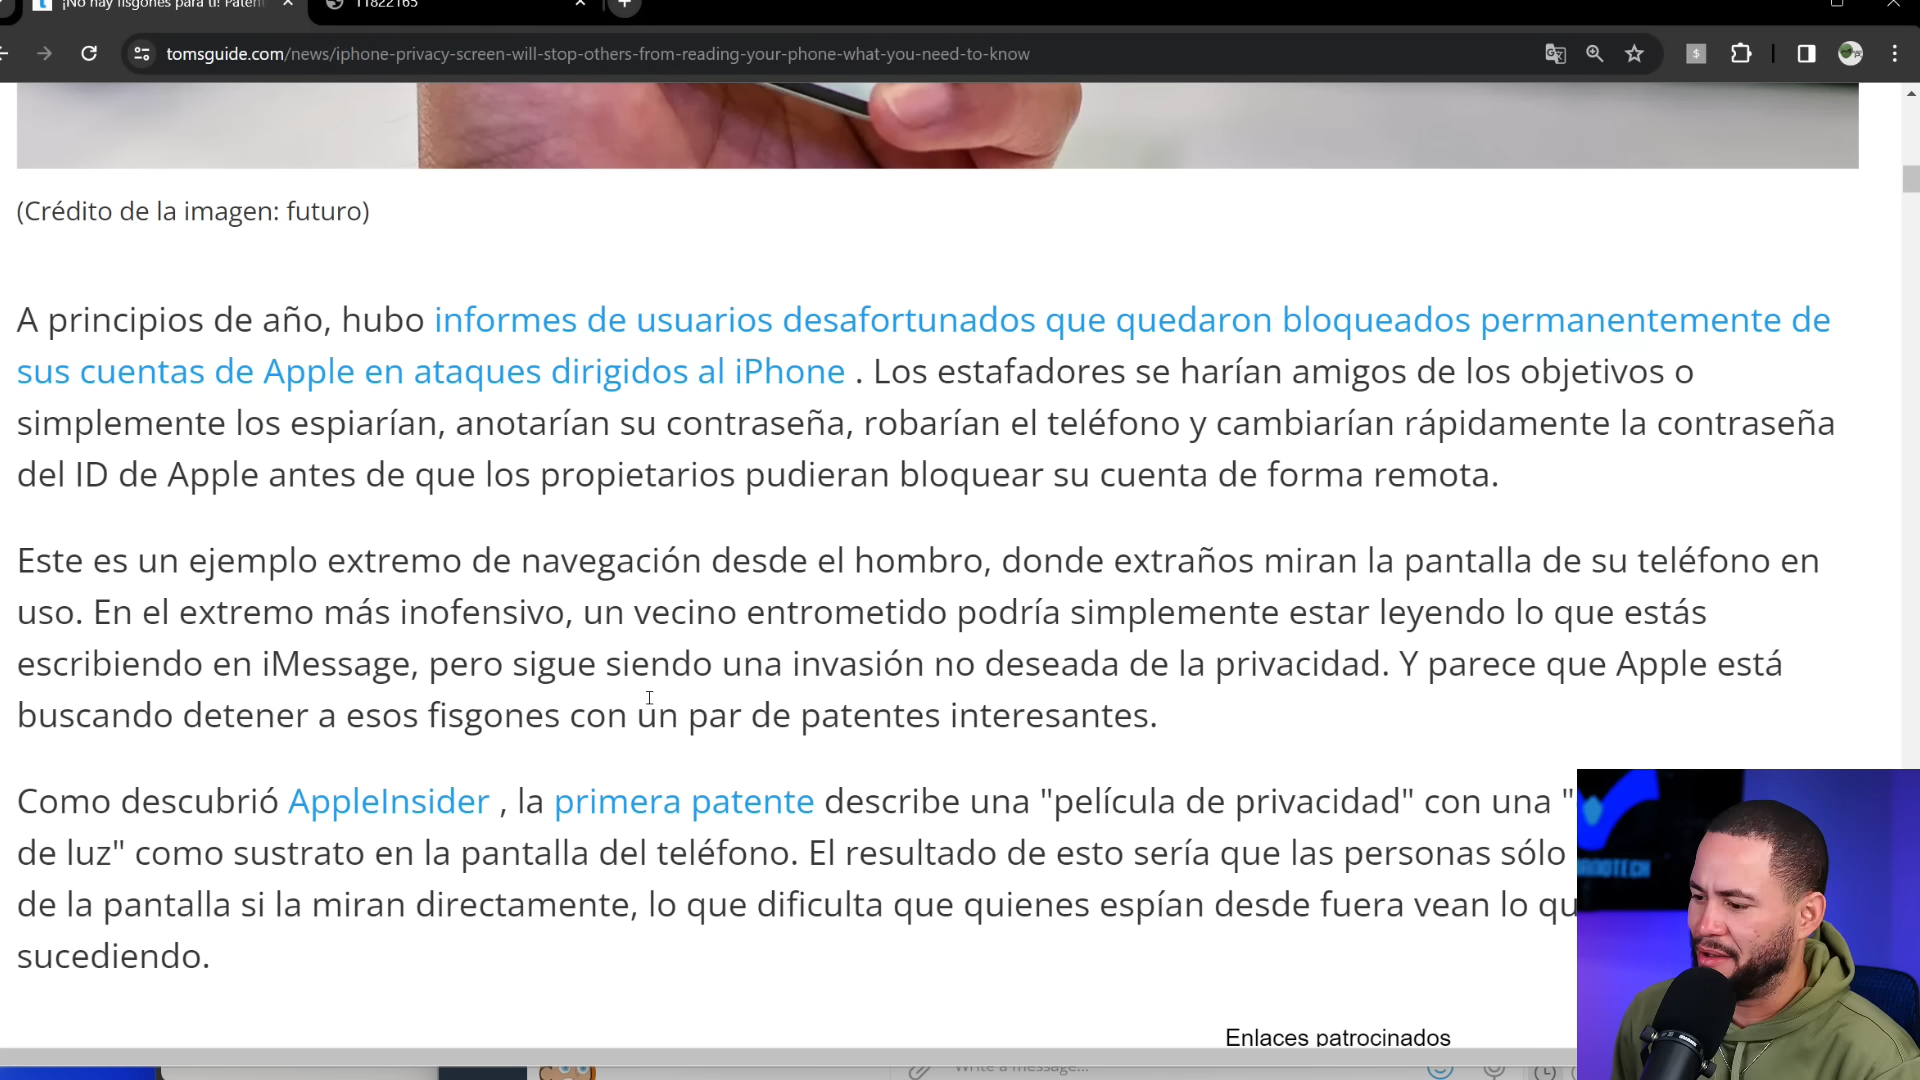 ¡No hay fisgones para ti! Paten
11822165
tomsguide.com/news/iphone-privacy-screen-will-stop-others-from-reading-your-phone-what-you-need-to-know
(Crédito de la imagen: futuro)
A principios de año, hubo informes de usuarios desafortunados que quedaron bloqueados permanentemente de
sus cuentas de Apple en ataques dirigidos al iPhone . Los estafadores se harían amigos de los objetivos o
simplemente los espiarían, anotarían su contraseña, robarían el teléfono y cambiarían rápidamente la contraseña
del ID de Apple antes de que los propietarios pudieran bloquear su cuenta de forma remota.
Este es un ejemplo extremo de navegación desde el hombro, donde extraños miran la pantalla de su teléfono en
uso. En el extremo más inofensivo, un vecino entrometido podría simplemente estar leyendo lo que estás
escribiendo en iMessage, pero sigue siendo una invasión no deseada de la privacidad. Y parece que Apple está
buscando detener a esos fisgones con un par de patentes interesantes.
Como descubrió AppleInsider , la primera patente describe una "película de privacidad" con una "
de luz" como sustrato en la pantalla del teléfono. El resultado de esto sería que las personas sólo
de la pantalla si la miran directamente, lo que dificulta que quienes espían desde fuera vean lo qu
sucediendo.
Enlaces patrocinados
Write a message...